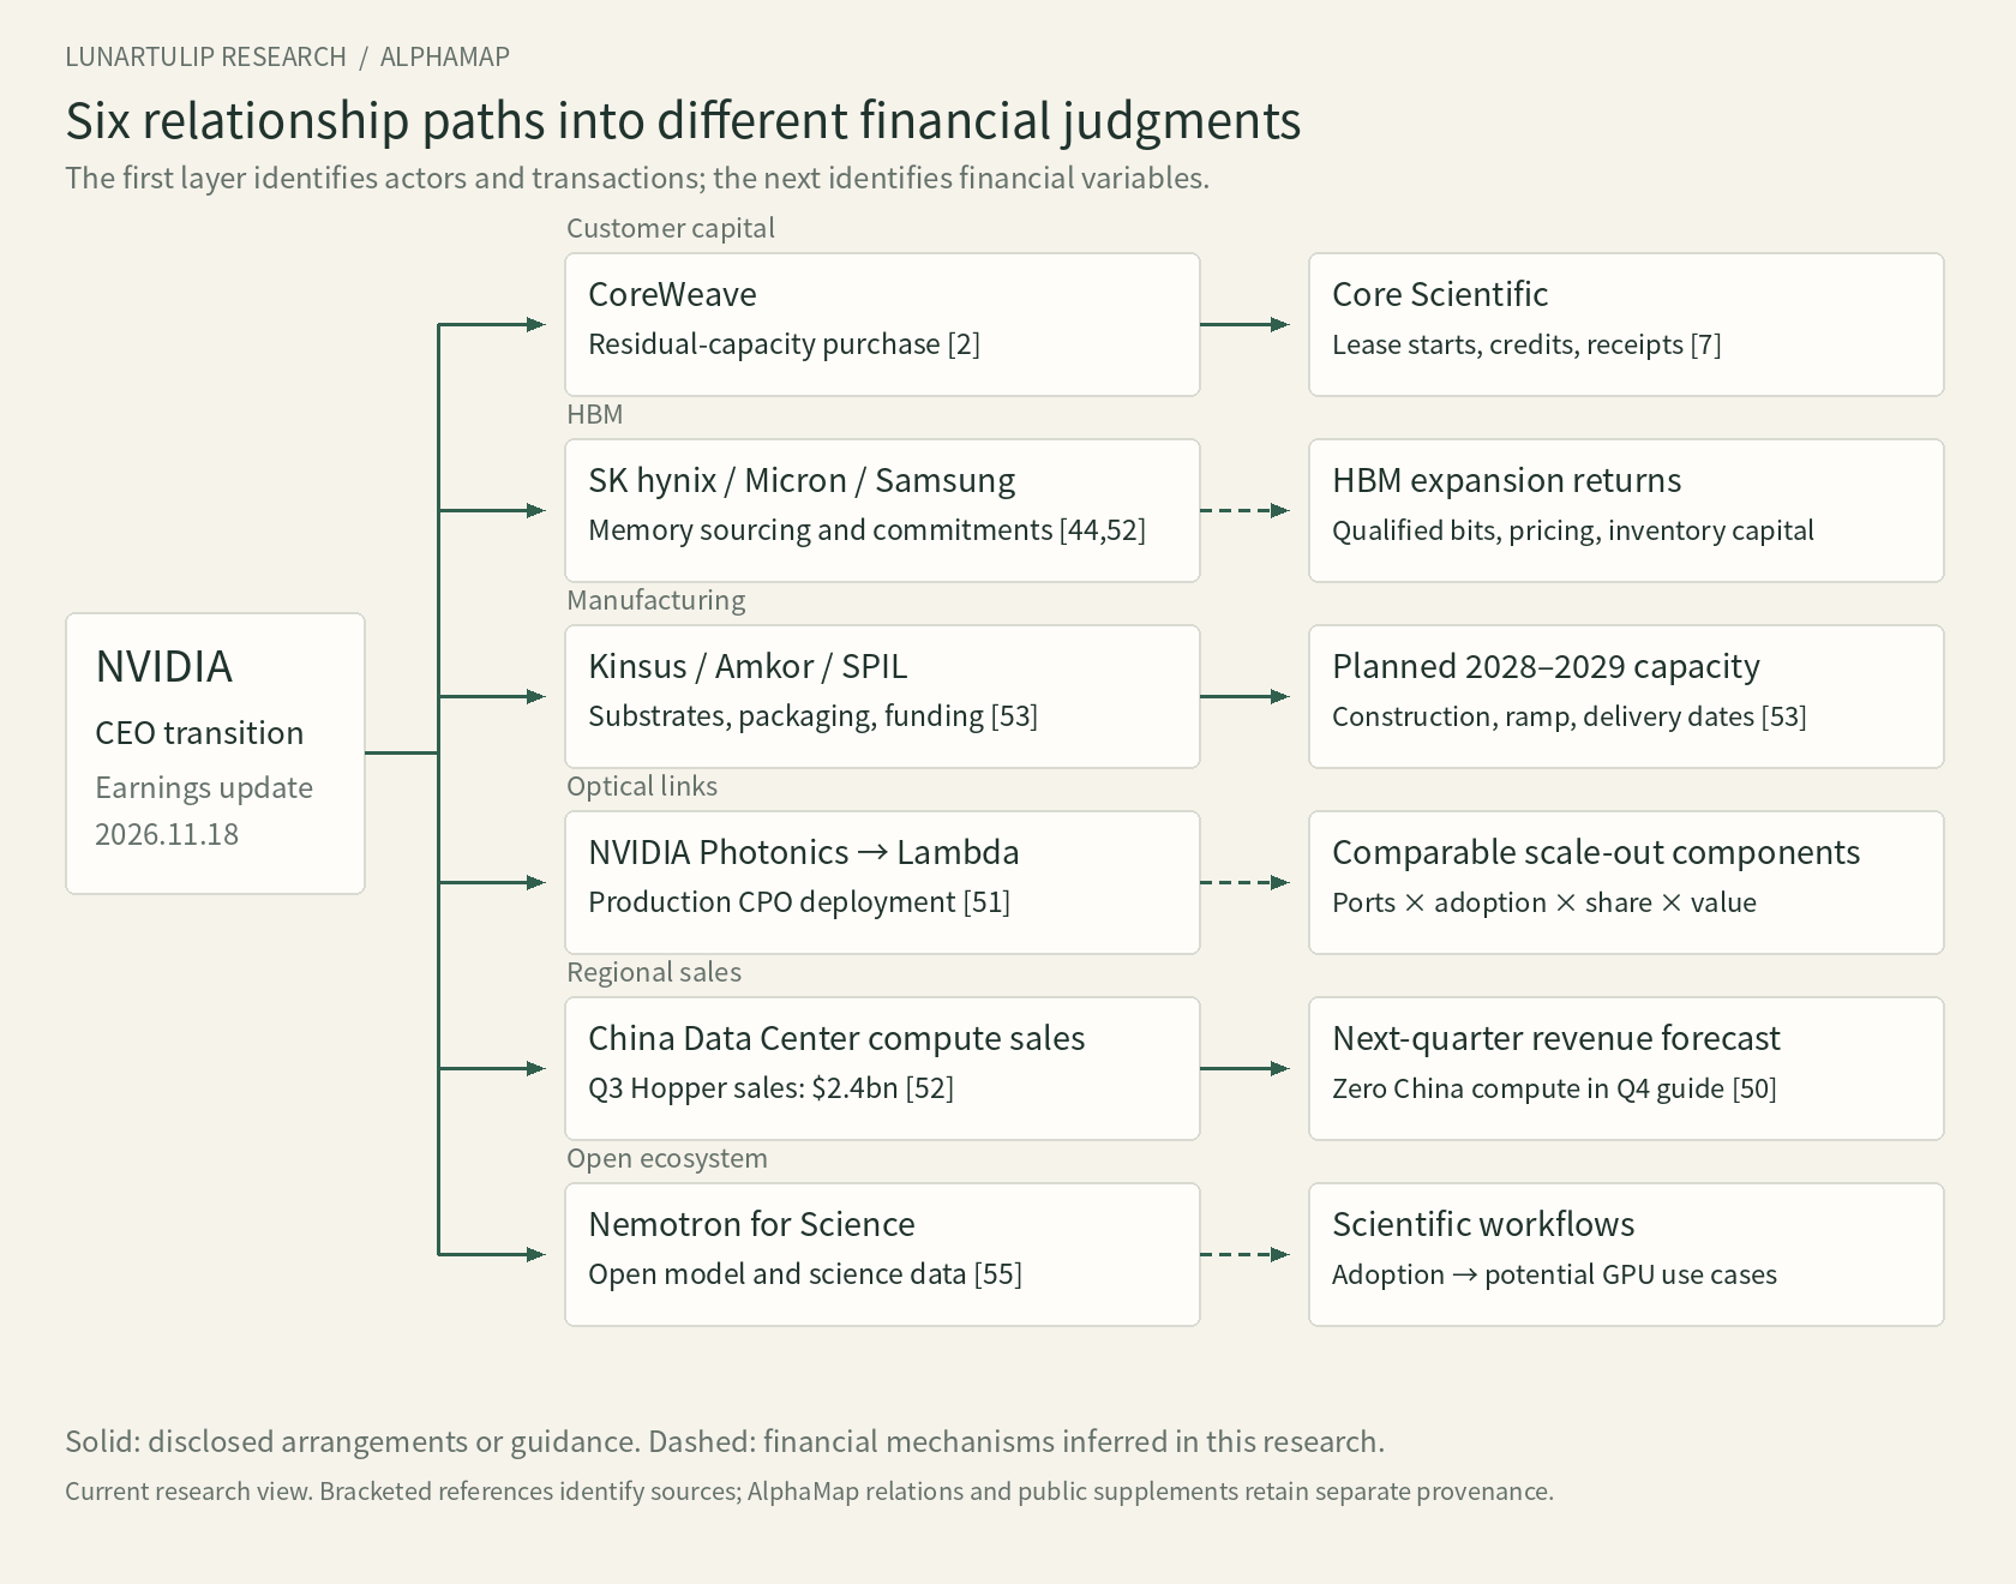 LUNARTULIP RESEARCH / ALPHAMAP
Six relationship paths into different financial judgments
The first layer identifies actors and transactions; the next identifies financial variables.
NVIDIA
CEO transition
Earnings update
2026.11.18
Customer capital
CoreWeave
Residual-capacity purchase [2]
Core Scientific
Lease starts, credits, receipts [7]
HBM
SK hynix / Micron / Samsung
Memory sourcing and commitments [44,52]
HBM expansion returns
Qualified bits, pricing, inventory capital
Manufacturing
Kinsus / Amkor / SPIL
Substrates, packaging, funding [53]
Planned 2028–2029 capacity
Construction, ramp, delivery dates [53]
Optical links
NVIDIA Photonics → Lambda
Production CPO deployment [51]
Comparable scale-out components
Ports × adoption × share × value
Regional sales
China Data Center compute sales
Q3 Hopper sales: $2.4bn [52]
Next-quarter revenue forecast
Zero China compute in Q4 guide [50]
Open ecosystem
Nemotron for Science
Open model and science data [55]
Scientific workflows
Adoption → potential GPU use cases
Solid: disclosed arrangements or guidance. Dashed: financial mechanisms inferred in this research.
Current research view. Bracketed references identify sources; AlphaMap relations and public supplements retain separate provenance.